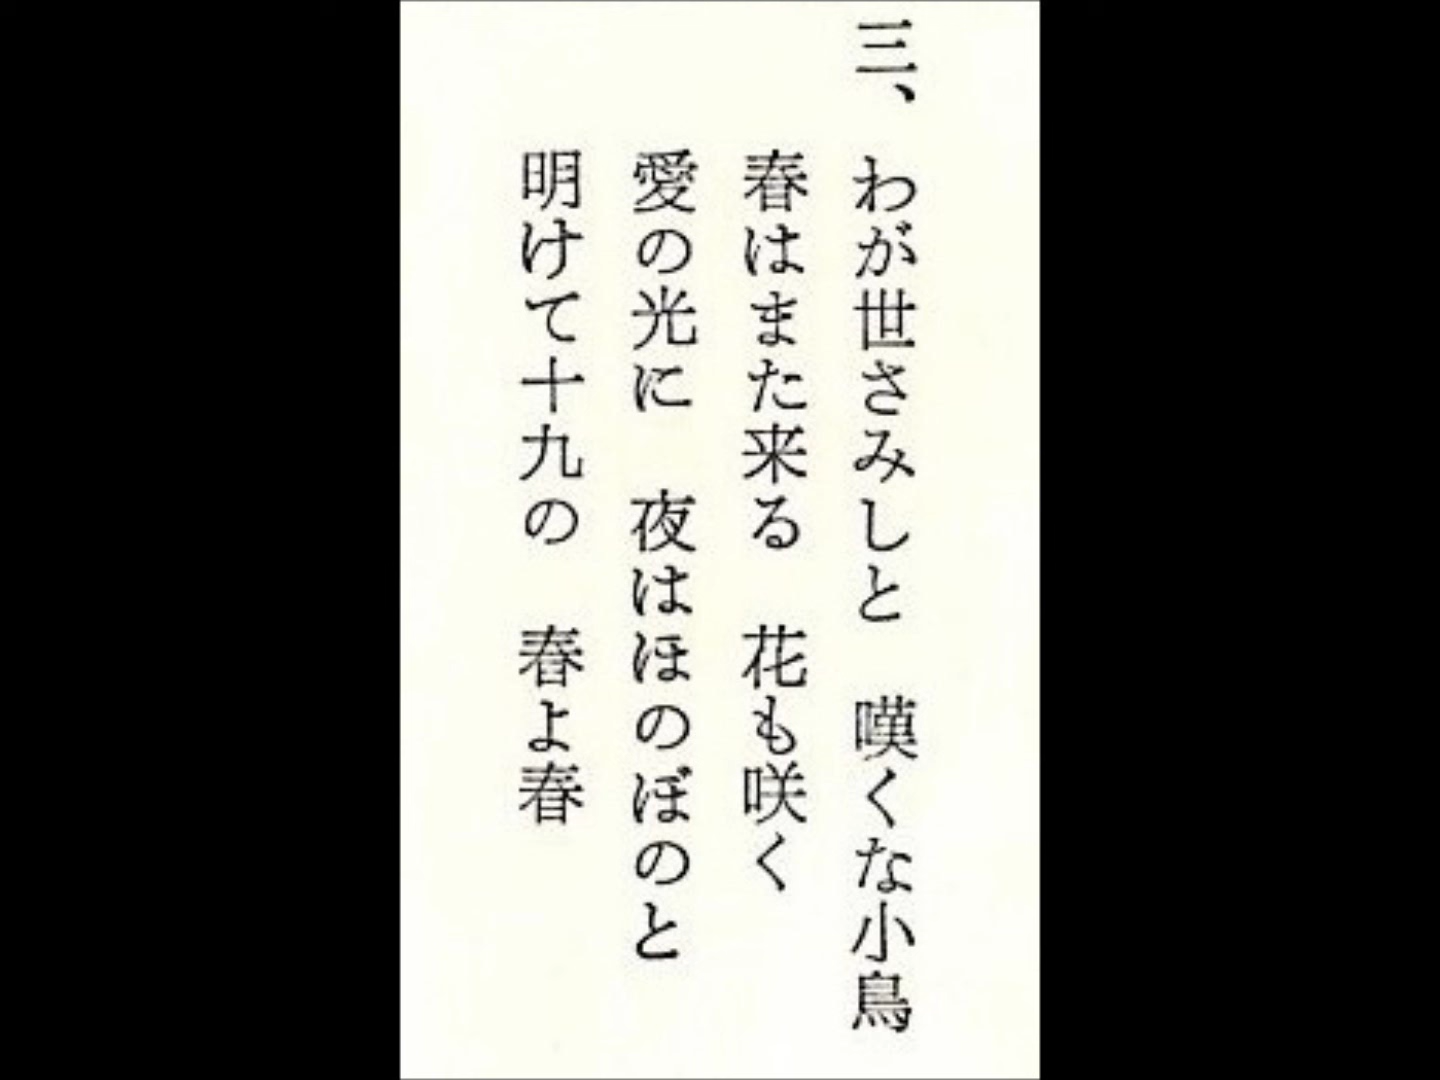 三、わが世さみしと　嘆くな小鳥
春はまた来る　花も咲く
愛の光に　夜はほのぼのと
明けて十九の　春よ春